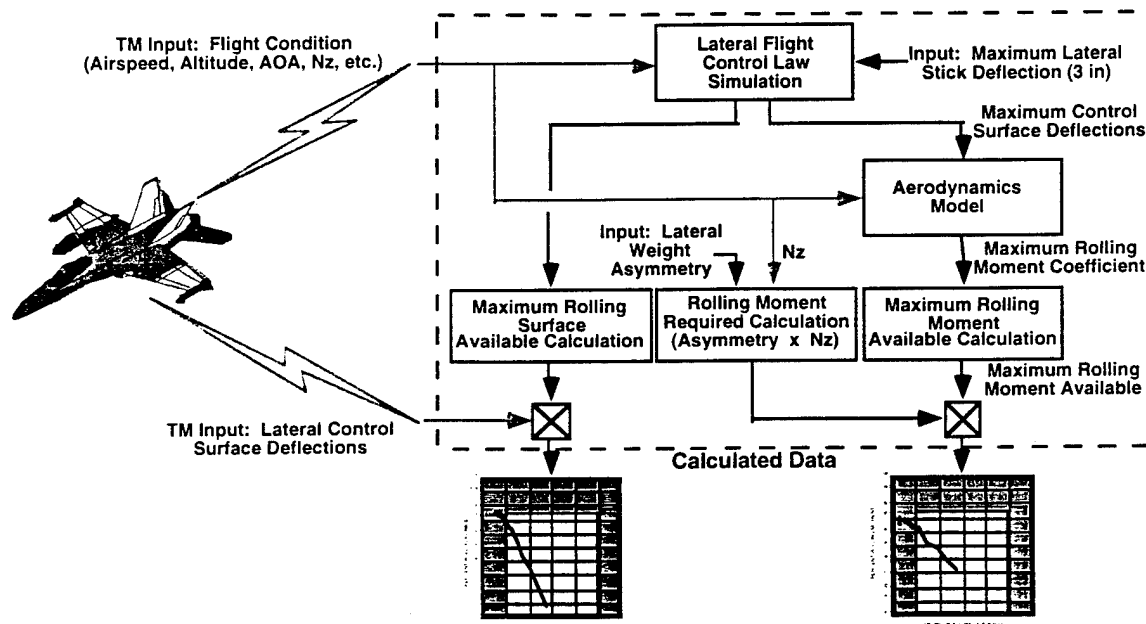 TM Input: Flight Condition
(Airspeed, Altitude, AOA, Nz, etc.)
Lateral Flight
Control Law
Simulation
Input: Maximum Lateral
Stick Deflection (3 in)
Maximum Control
Surface Deflections
Aerodynamics
Model
Input: Lateral
Weight
Asymmetry
Nz
Maximum Rolling
Moment Coefficient
Maximum Rolling
Surface
Available Calculation
Rolling Moment
Required Calculation
(Asymmetry x Nz)
Maximum Rolling
Moment
Available Calculation
Maximum Rolling
Moment Available
TM Input: Lateral Control
Surface Deflections
Calculated Data